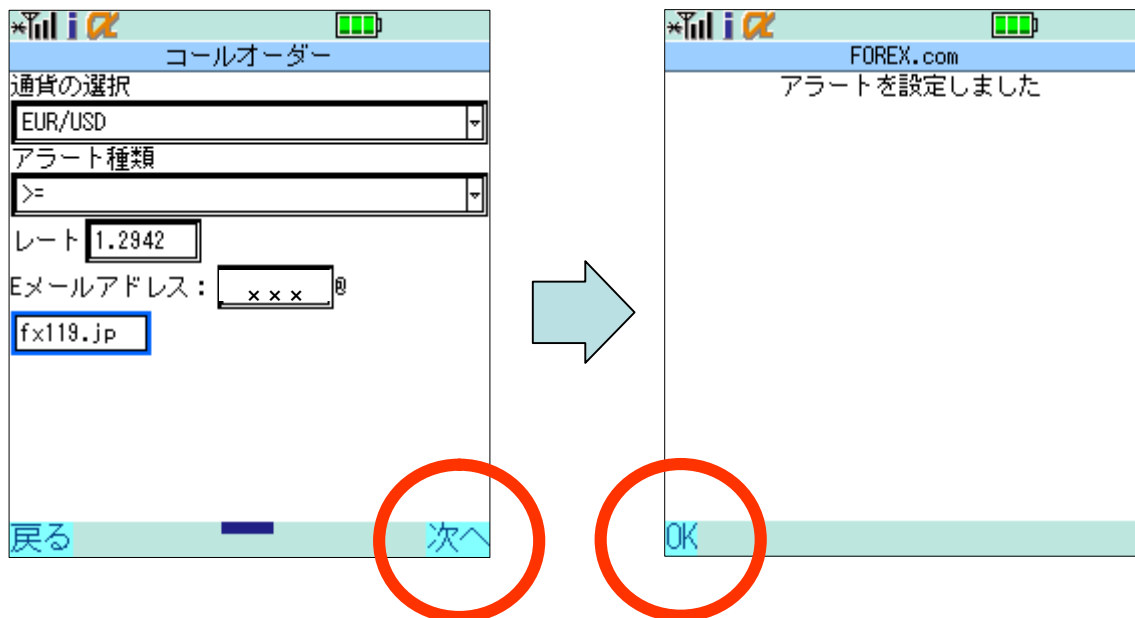 コールオーダー
通貨の選択
EUR/USD
アラート種類
>=
レート 1.2942
Eメールアドレス: ××× @
fx119.jp
戻る 次へ
FOREX.com
アラートを設定しました
OK